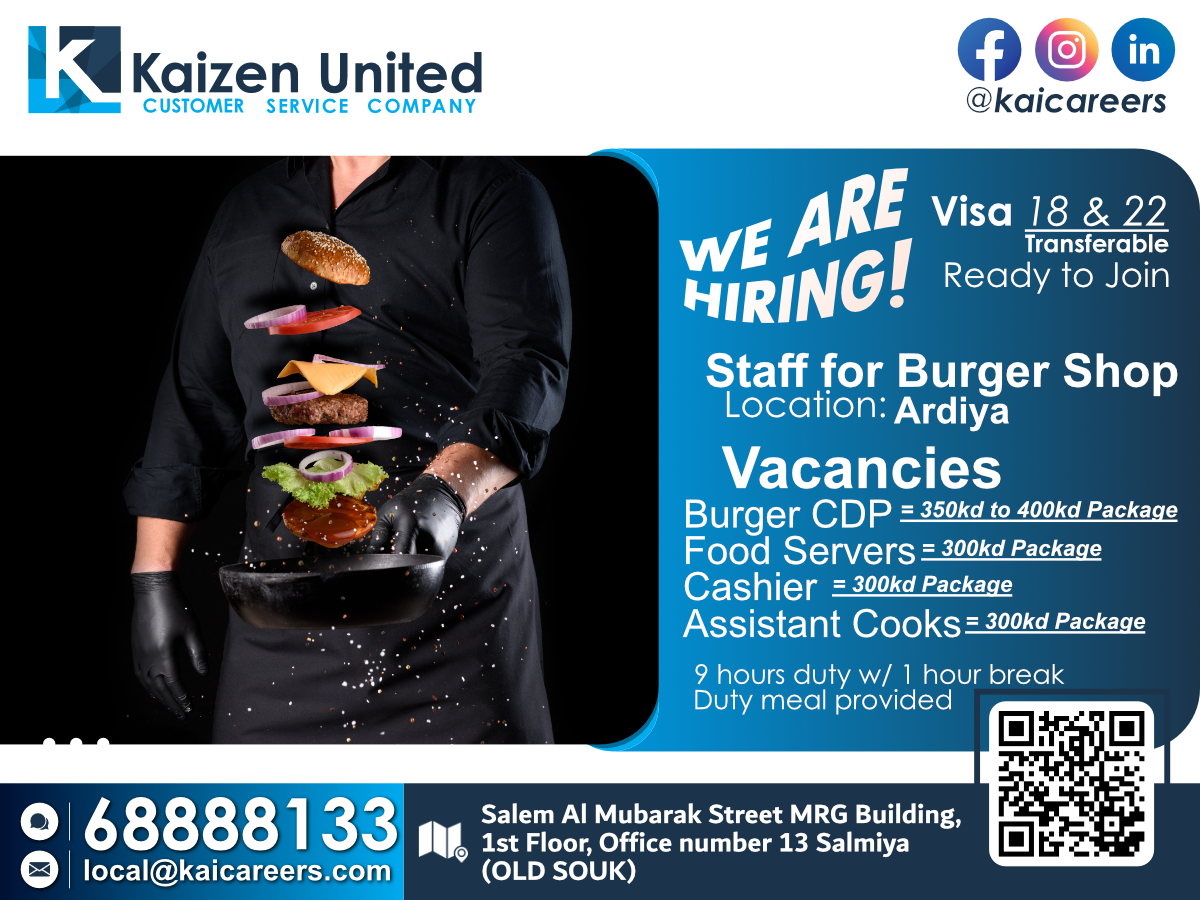 K
Kaizen United
CUSTOMER SERVICE COMPANY
f
in
@kaicareers
WE ARE
HIRING!
Visa 18 & 22
Transferable
Ready to Join
Staff for Burger Shop
Location: Ardiya
Vacancies
Burger CDP = 350kd to 400kd Package
Food Servers = 300kd Package
Cashier = 300kd Package
Assistant Cooks = 300kd Package
9 hours duty w/ 1 hour break
Duty meal provided
68888133
local@kaicareers.com
Salem Al Mubarak Street MRG Building,
1st Floor, Office number 13 Salmiya
(OLD SOUK)